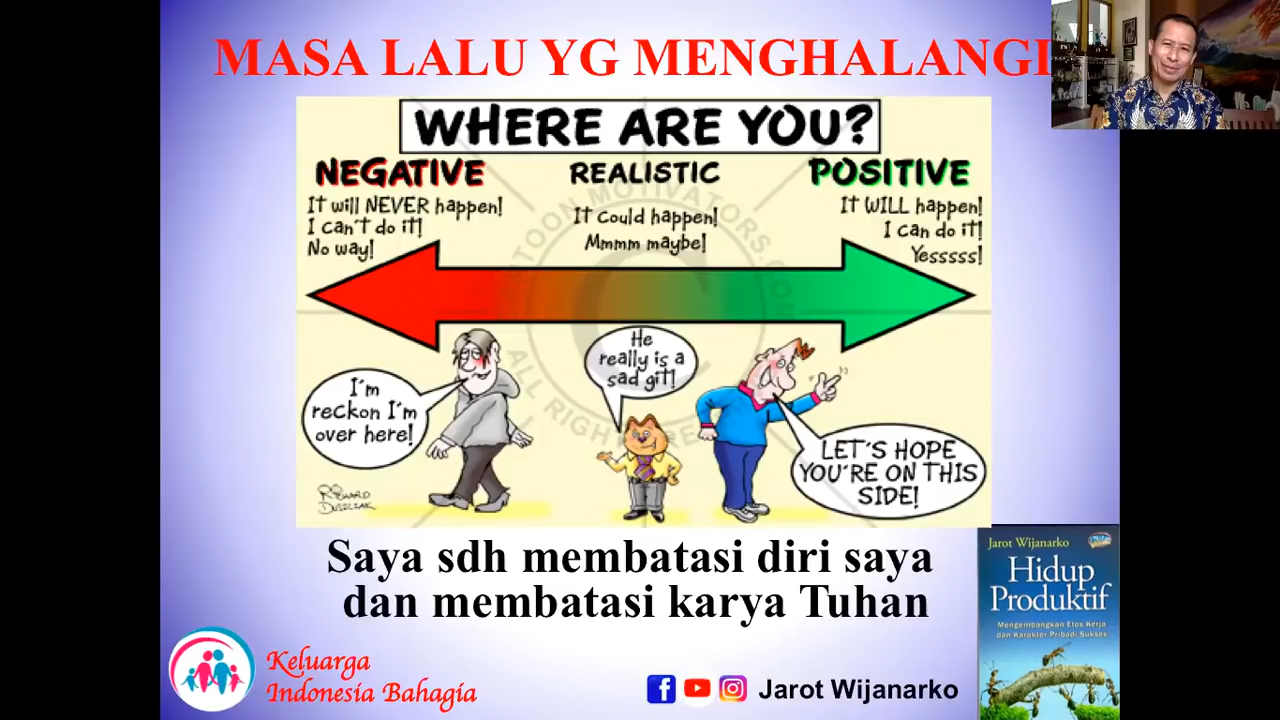 MASA LALU YG MENGHALANGI
WHERE ARE YOU?
NEGATIVE
It will NEVER happen!
I can't do it!
No way!
REALISTIC
It could happen!
Mmmm maybe!
POSITIVE
It WILL happen!
I can do it!
Yesssss!
I'm
reckon I'm
over here!
He
really is a
sad git!
LET'S HOPE
YOU'RE ON THIS
SIDE!
Saya sdh membatasi diri saya
dan membatasi karya Tuhan
Keluarga
Indonesia Bahagia
Jarot Wijanarko
Jarot Wijanarko
Hidup
Produktif
Mengembangkan Etos Kerja
dan Karakter Pribadi Sukses